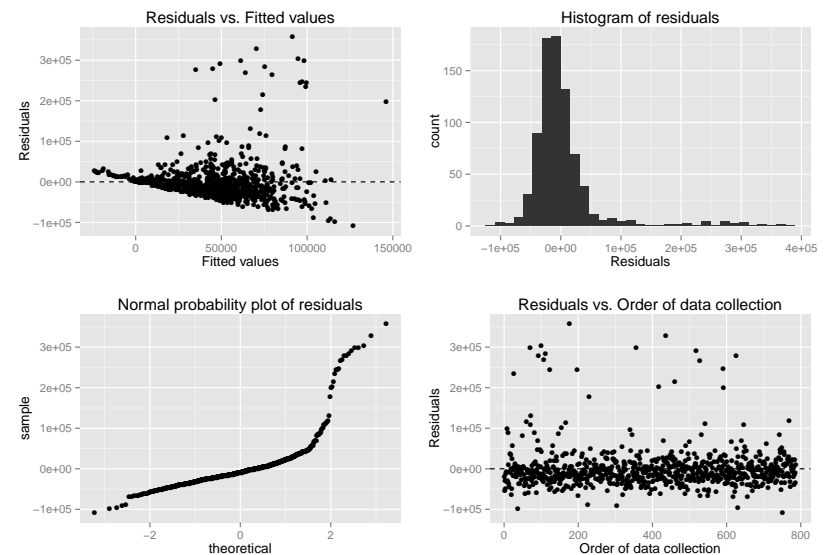 Residuals vs. Fitted values
3e+05
2e+05
1e+05
0e+00
−1e+05
Residuals
0
50000
100000
150000
Fitted values
Histogram of residuals
150
100
50
0
count
−1e+05
0e+00
1e+05
2e+05
3e+05
4e+05
Residuals
Normal probability plot of residuals
3e+05
2e+05
1e+05
0e+00
−1e+05
sample
−2
0
2
theoretical
Residuals vs. Order of data collection
3e+05
2e+05
1e+05
0e+00
−1e+05
Residuals
0
200
400
600
800
Order of data collection